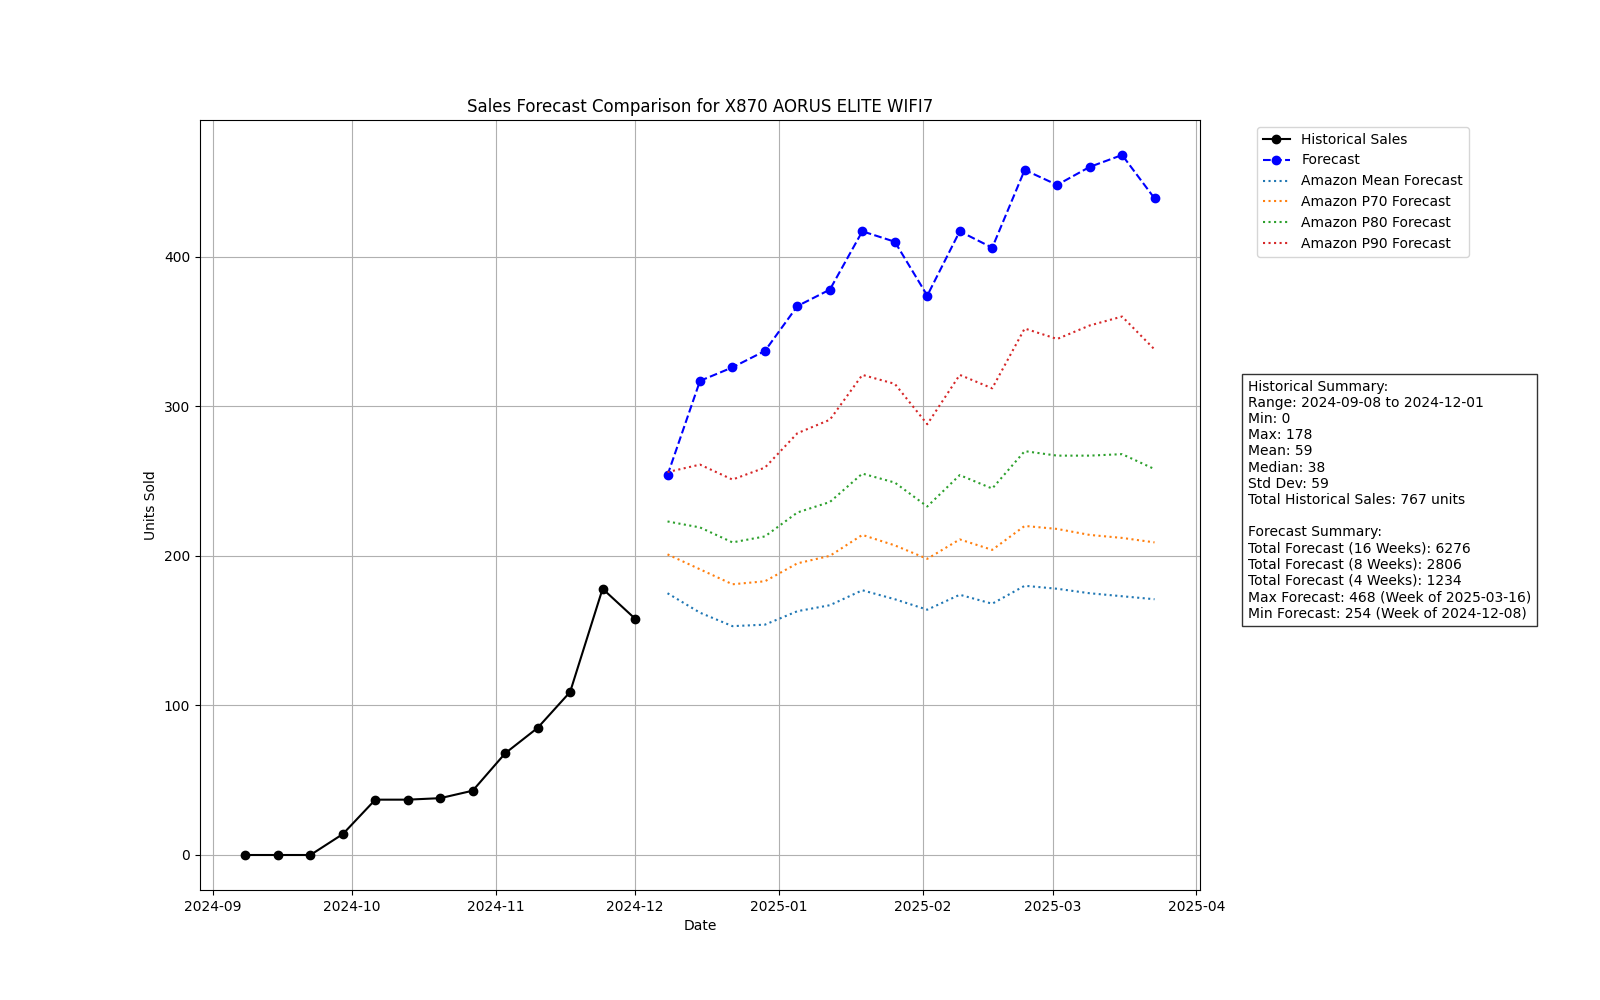 Sales Forecast Comparison for X870 AORUS ELITE WIFI7
Units Sold
400
300
200
100
0
2024-09 2024-10 2024-11 2024-12 2025-01 2025-02 2025-03 2025-04
Date
Historical Sales
Forecast
Amazon Mean Forecast
Amazon P70 Forecast
Amazon P80 Forecast
Amazon P90 Forecast
Historical Summary:
Range: 2024-09-08 to 2024-12-01
Min: 0
Max: 178
Mean: 59
Median: 38
Std Dev: 59
Total Historical Sales: 767 units
Forecast Summary:
Total Forecast (16 Weeks): 6276
Total Forecast (8 Weeks): 2806
Total Forecast (4 Weeks): 1234
Max Forecast: 468 (Week of 2025-03-16)
Min Forecast: 254 (Week of 2024-12-08)